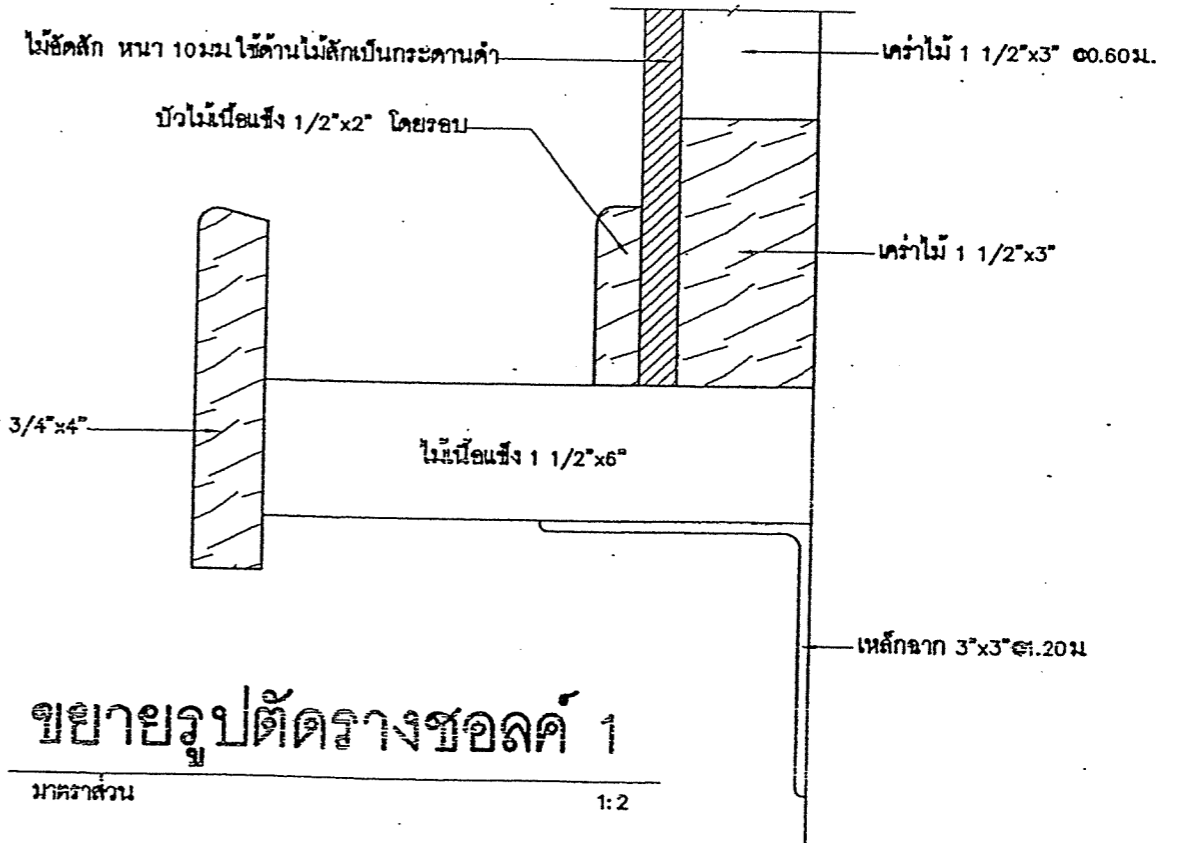 ไม้อัดสัก หนา 10มม ใช้ด้านไม้สักเป็นกระดานดำ
เคร่าไม้ 1 1/2"x3" @0.60ม.
บัวไม้เนื้อแข็ง 1/2"x2" โดยรอบ
เคร่าไม้ 1 1/2"x3"
3/4"x4"
ไม้เนื้อแข็ง 1 1/2"x6"
เหล็กฉาก 3"x3"@1.20ม
ขยายรูปตัดรางชอลค์ 1
มาตราส่วน 1:2